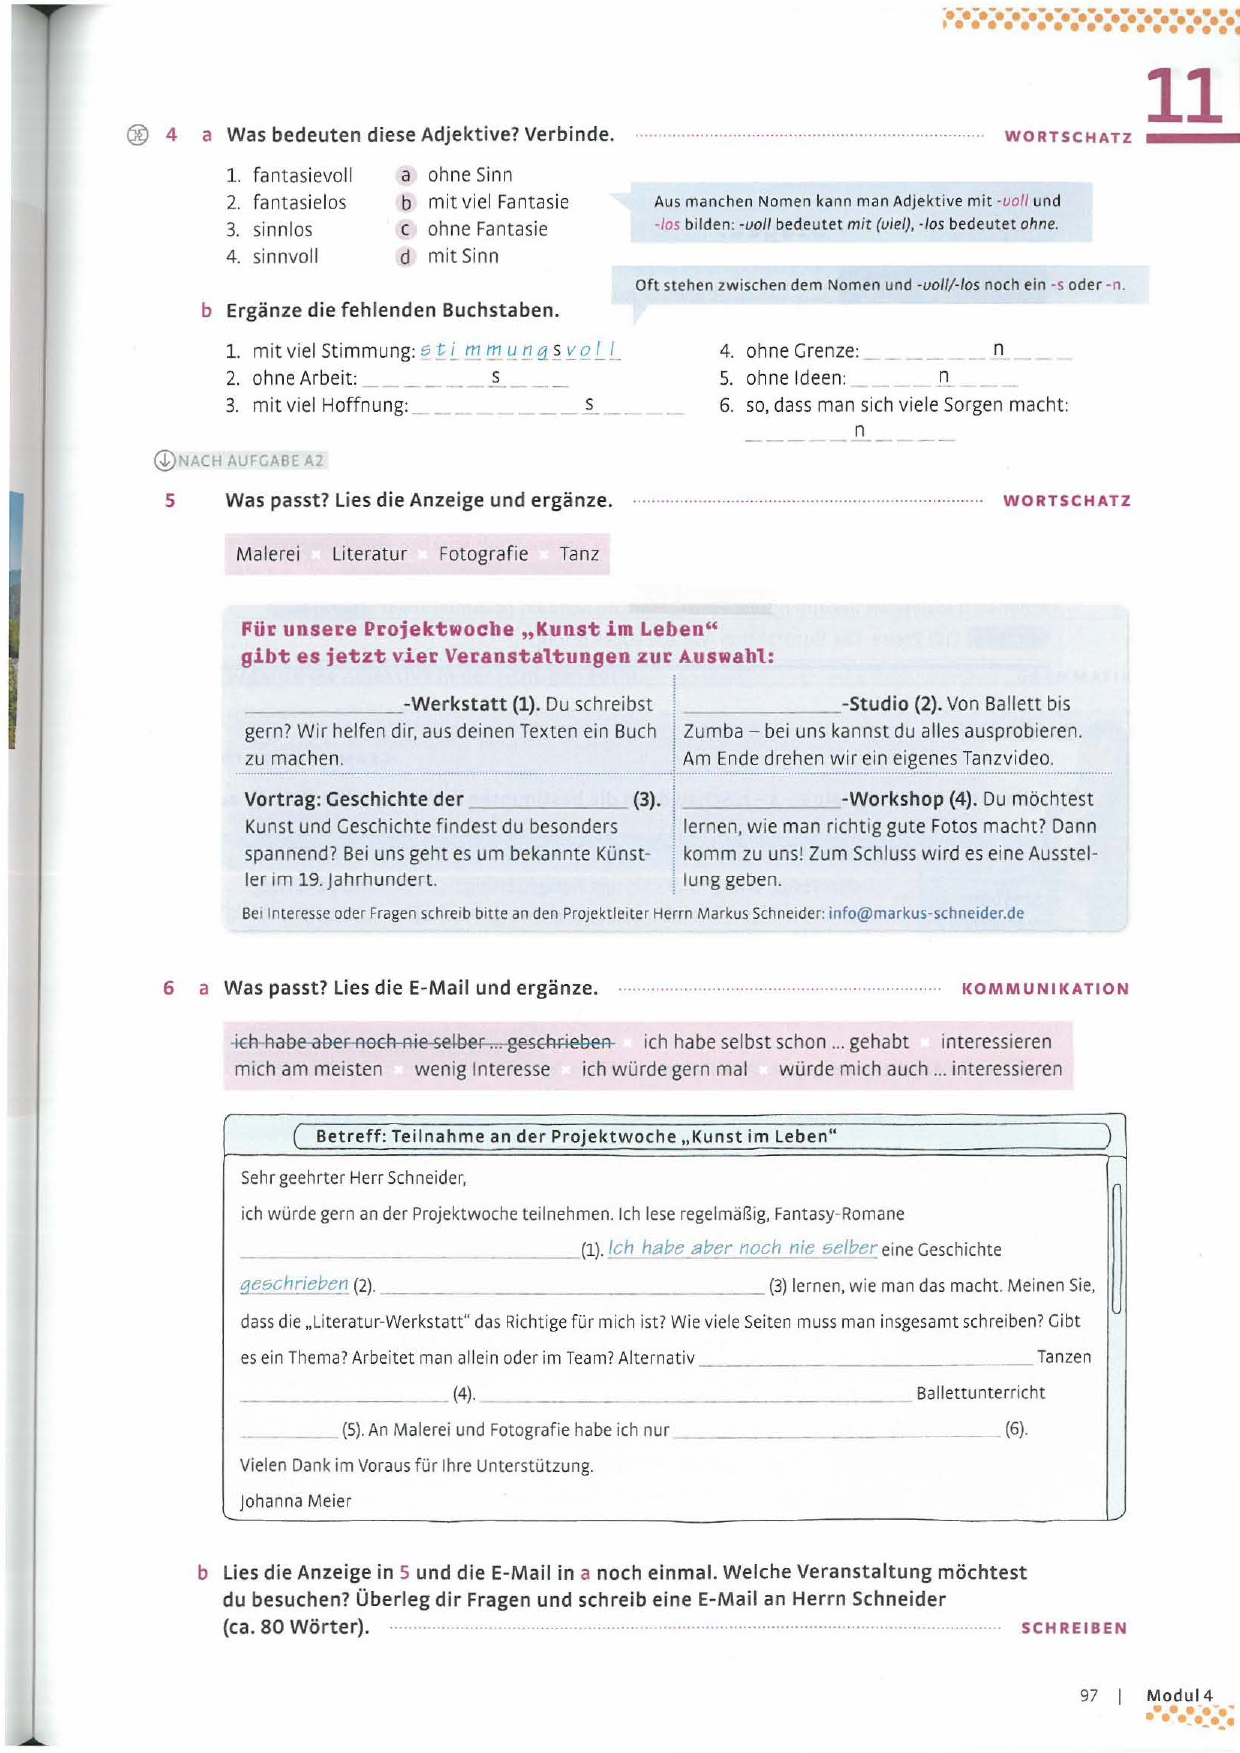 11
4 a Was bedeuten diese Adjektive? Verbinde. WORTSCHATZ
1. fantasievoll a ohne Sinn
2. fantasielos b mit viel Fantasie
3. sinnlos c ohne Fantasie
4. sinnvoll d mit Sinn
Aus manchen Nomen kann man Adjektive mit -voll und
-los bilden: -voll bedeutet mit (viel), -los bedeutet ohne.
Oft stehen zwischen dem Nomen und -voll/-los noch ein -s oder -n.
b Ergänze die fehlenden Buchstaben.
1. mit viel Stimmung: stimmungsvoll
2. ohne Arbeit: _ _ _ _ _ _ s _ _ _
3. mit viel Hoffnung: _ _ _ _ _ _ _ _ s _ _ _ _
4. ohne Grenze: _ _ _ _ _ _ n _ _ _
5. ohne Ideen: _ _ _ _ n _ _ _
6. so, dass man sich viele Sorgen macht:
_ _ _ _ _ n _ _ _ _
NACH AUFGABE A2
5 Was passt? Lies die Anzeige und ergänze. WORTSCHATZ
Malerei × Literatur × Fotografie × Tanz
Für unsere Projektwoche „Kunst im Leben“
gibt es jetzt vier Veranstaltungen zur Auswahl:
_______________-Werkstatt (1). Du schreibst
gern? Wir helfen dir, aus deinen Texten ein Buch
zu machen.
_______________-Studio (2). Von Ballett bis
Zumba – bei uns kannst du alles ausprobieren.
Am Ende drehen wir ein eigenes Tanzvideo.
Vortrag: Geschichte der _______________ (3).
Kunst und Geschichte findest du besonders
spannend? Bei uns geht es um bekannte Künst-
ler im 19. Jahrhundert.
_______________-Workshop (4). Du möchtest
lernen, wie man richtig gute Fotos macht? Dann
komm zu uns! Zum Schluss wird es eine Ausstel-
lung geben.
Bei Interesse oder Fragen schreib bitte an den Projektleiter Herrn Markus Schneider: info@markus-schneider.de
6 a Was passt? Lies die E-Mail und ergänze. KOMMUNIKATION
ich habe aber noch nie selber ... geschrieben × ich habe selbst schon ... gehabt × interessieren
mich am meisten × wenig Interesse × ich würde gern mal × würde mich auch ... interessieren
Betreff: Teilnahme an der Projektwoche „Kunst im Leben“
Sehr geehrter Herr Schneider,
ich würde gern an der Projektwoche teilnehmen. Ich lese regelmäßig, Fantasy-Romane
_______________ (1). Ich habe aber noch nie selber eine Geschichte
geschrieben (2). _______________ (3) lernen, wie man das macht. Meinen Sie,
dass die „Literatur-Werkstatt“ das Richtige für mich ist? Wie viele Seiten muss man insgesamt schreiben? Gibt
es ein Thema? Arbeitet man allein oder im Team? Alternativ _______________ Tanzen
_______________ (4). _______________ Ballettunterricht
_______________ (5). An Malerei und Fotografie habe ich nur _______________ (6).
Vielen Dank im Voraus für Ihre Unterstützung.
Johanna Meier
b Lies die Anzeige in 5 und die E-Mail in a noch einmal. Welche Veranstaltung möchtest
du besuchen? Überleg dir Fragen und schreib eine E-Mail an Herrn Schneider
(ca. 80 Wörter). SCHREIBEN
97 | Modul 4